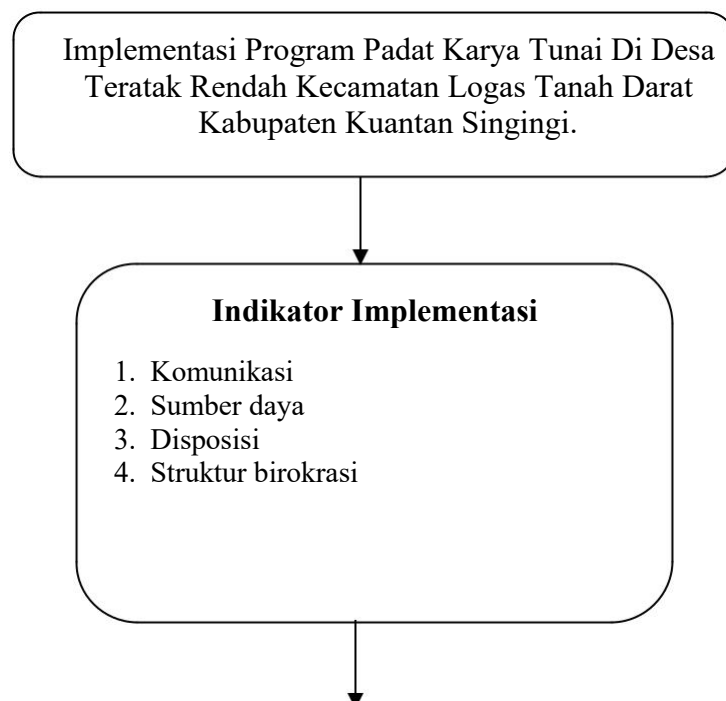 Implementasi Program Padat Karya Tunai Di Desa
Teratak Rendah Kecamatan Logas Tanah Darat
Kabupaten Kuantan Singingi.
Indikator Implementasi
1. Komunikasi
2. Sumber daya
3. Disposisi
4. Struktur birokrasi